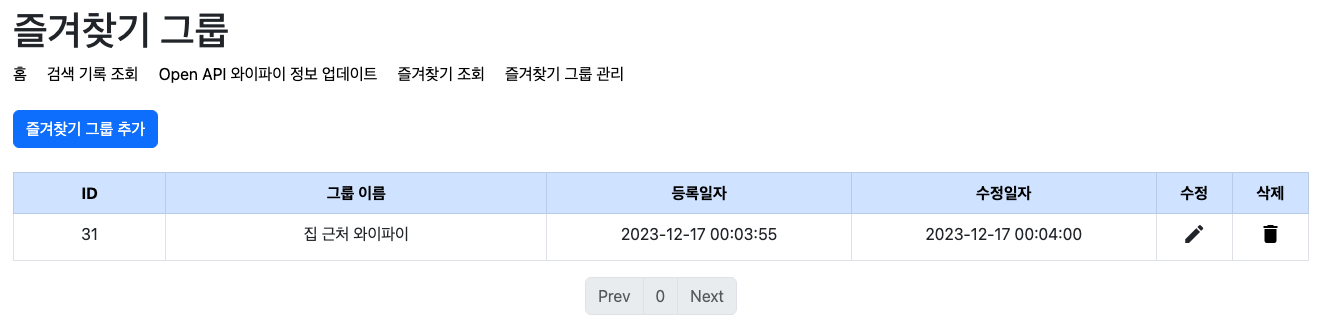 즐겨찾기 그룹
홈 검색 기록 조회 Open API 와이파이 정보 업데이트 즐겨찾기 조회 즐겨찾기 그룹 관리
즐겨찾기 그룹 추가
ID 그룹 이름 등록일자 수정일자 수정 삭제
31 집 근처 와이파이 2023-12-17 00:03:55 2023-12-17 00:04:00
Prev 0 Next